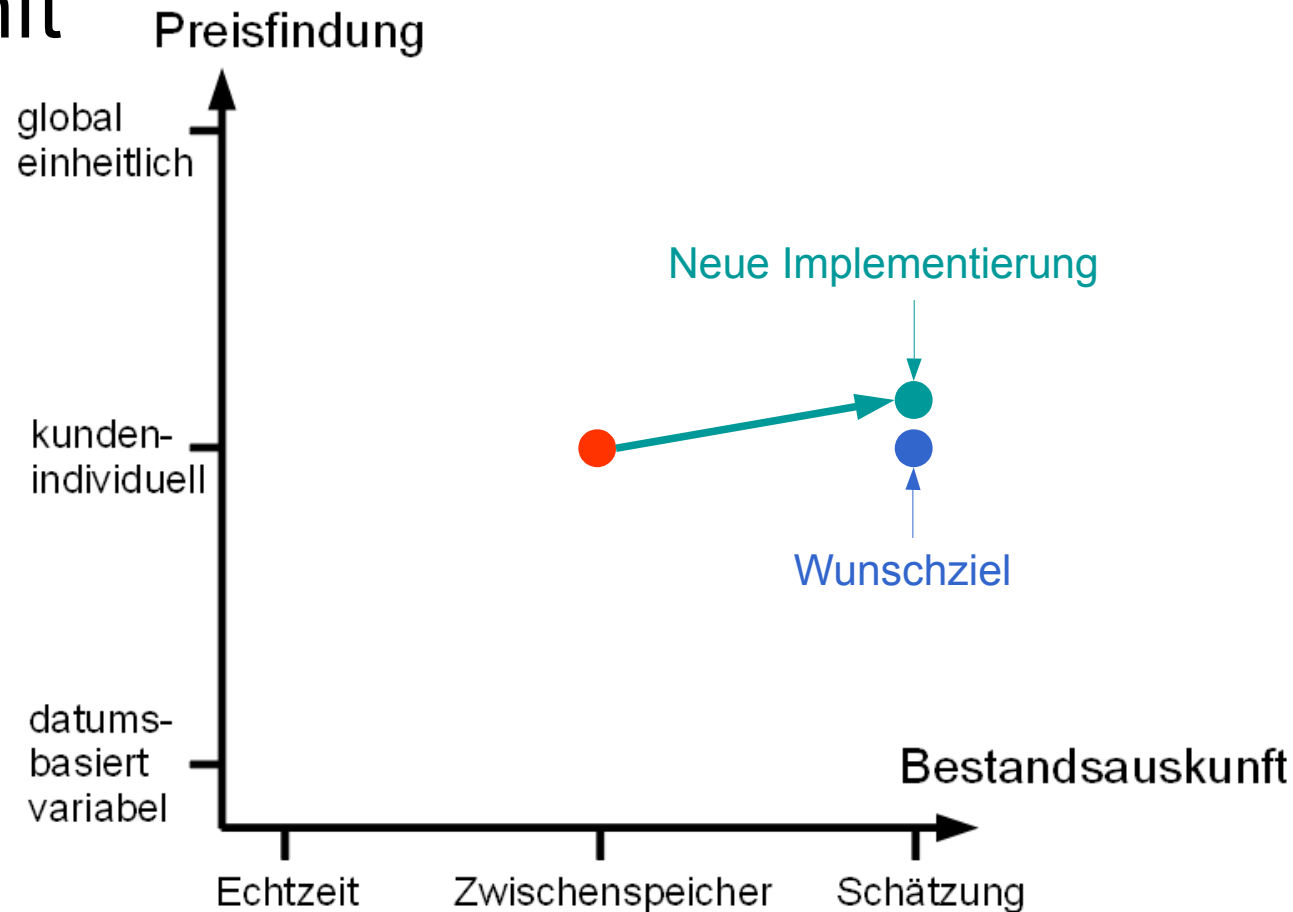 Preisfindung
global
einheitlich
Neue Implementierung
kunden-
individuell
Wunschziel
datums-
basiert
variabel
Bestandsauskunft
Echtzeit
Zwischenspeicher
Schätzung